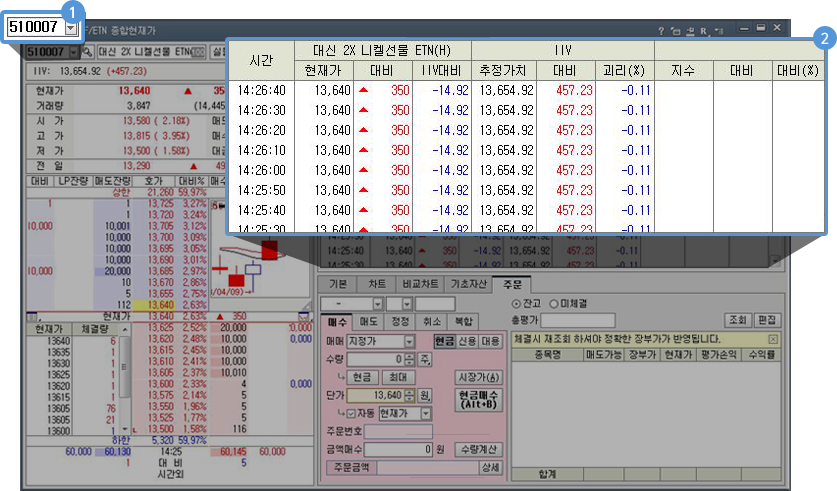 1
510007
F/ETN 종합현재가
510007 대신 2X 니켈선물 ETN 100
IIV: 13,654.92 (+457.23)
2
시간 대신 2X 니켈선물 ETN(H) IIV
현재가 대비 IIV대비 추정가치 대비 괴리(%) 지수 대비 대비(%)
14:26:40 13,640 ▲ 350 -14.92 13,654.92 457.23 -0.11
14:26:30 13,640 ▲ 350 -14.92 13,654.92 457.23 -0.11
14:26:20 13,640 ▲ 350 -14.92 13,654.92 457.23 -0.11
14:26:10 13,640 ▲ 350 -14.92 13,654.92 457.23 -0.11
14:26:00 13,640 ▲ 350 -14.92 13,654.92 457.23 -0.11
14:25:50 13,640 ▲ 350 -14.92 13,654.92 457.23 -0.11
14:25:40 13,640 ▲ 350 -14.92 13,654.92 457.23 -0.11
14:25:30 13,640 350 -14.92 13,654.92 457.23 -0.11
현재가 13,640 ▲ 35
거래량 3,847 (14,44
시 가 13,580 ( 2.18%) 매도
고 가 13,815 ( 3.95%) 매수
저 가 13,500 ( 1.58%) 대금
전 일 13,290 ▲ 49
대비 LP잔량 매도잔량 호가 대비% 매수
상한 21,260 59,97%
1 13,725 3,27%
1 13,720 3,24%
10,000 10,001 13,705 3,12%
10,000 13,700 3,09%
10,000 13,695 3,05%
10,000 13,690 3,01%
10,000 20,000 13,685 2,97%
10 13,670 2,86%
5 13,655 2,75%
112 13,640 2,63%
/04/09)→
현재가 13,640 2,63% ▲ 350
현재가 체결량
13,625 2,52% 20,000
13,620 2,48% 10,000 0,000
13,615 2,45% 10,000
13,610 2,41% 10,000
13,605 2,37% 10,010
13,600 2,33% 4 0,000
13,575 2,14% 5
13,550 1,96% 5
13,525 1,77% 5
13,500 1,58% 116
13640 6
13635 1
13630 1
13625 1
13620 1
13615 1
13605 76
13605 21
13600 1
하한 5,320 59,97%
60,000 60,130 14:25 60,145 60,000
1 대 비 5
시간외
기본 차트 비교차트 기초자산 주문
잔고 미체결
매수 매도 정정 취소 복합
총평가 조회 편집
매매 지정가 현금 신용 대용
수량 0 주,
현금 최대 시장가(A)
단가 13,640 원,
자동 현재가
현금매수
(Alt+B)
주문번호
금액매수 0 원 수량계산
주문금액 상세
체결시 재조회 하셔야 정확한 장부가가 반영됩니다.
종목명 매도가능 장부가 현재가 평가손익 수익률
합계